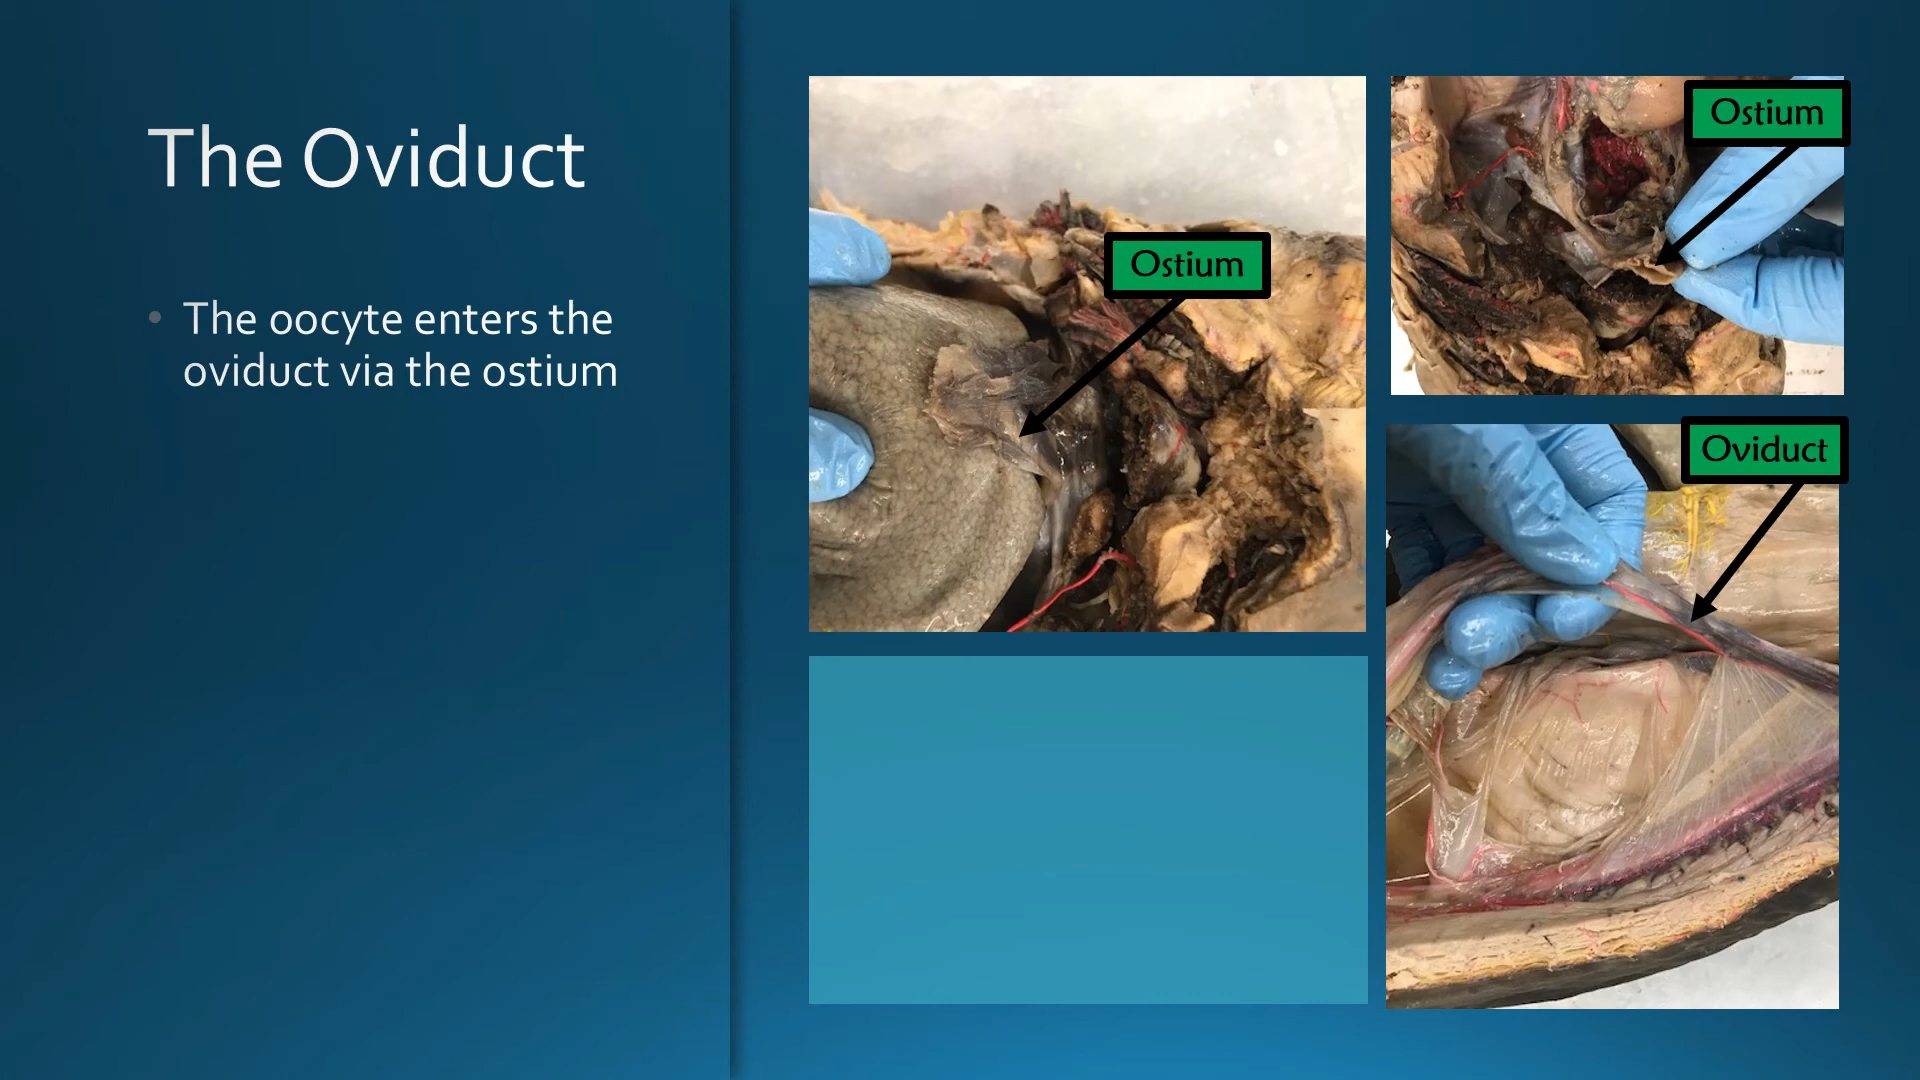 The Oviduct
The oocyte enters the
oviduct via the ostium
Ostium
Ostium
Oviduct